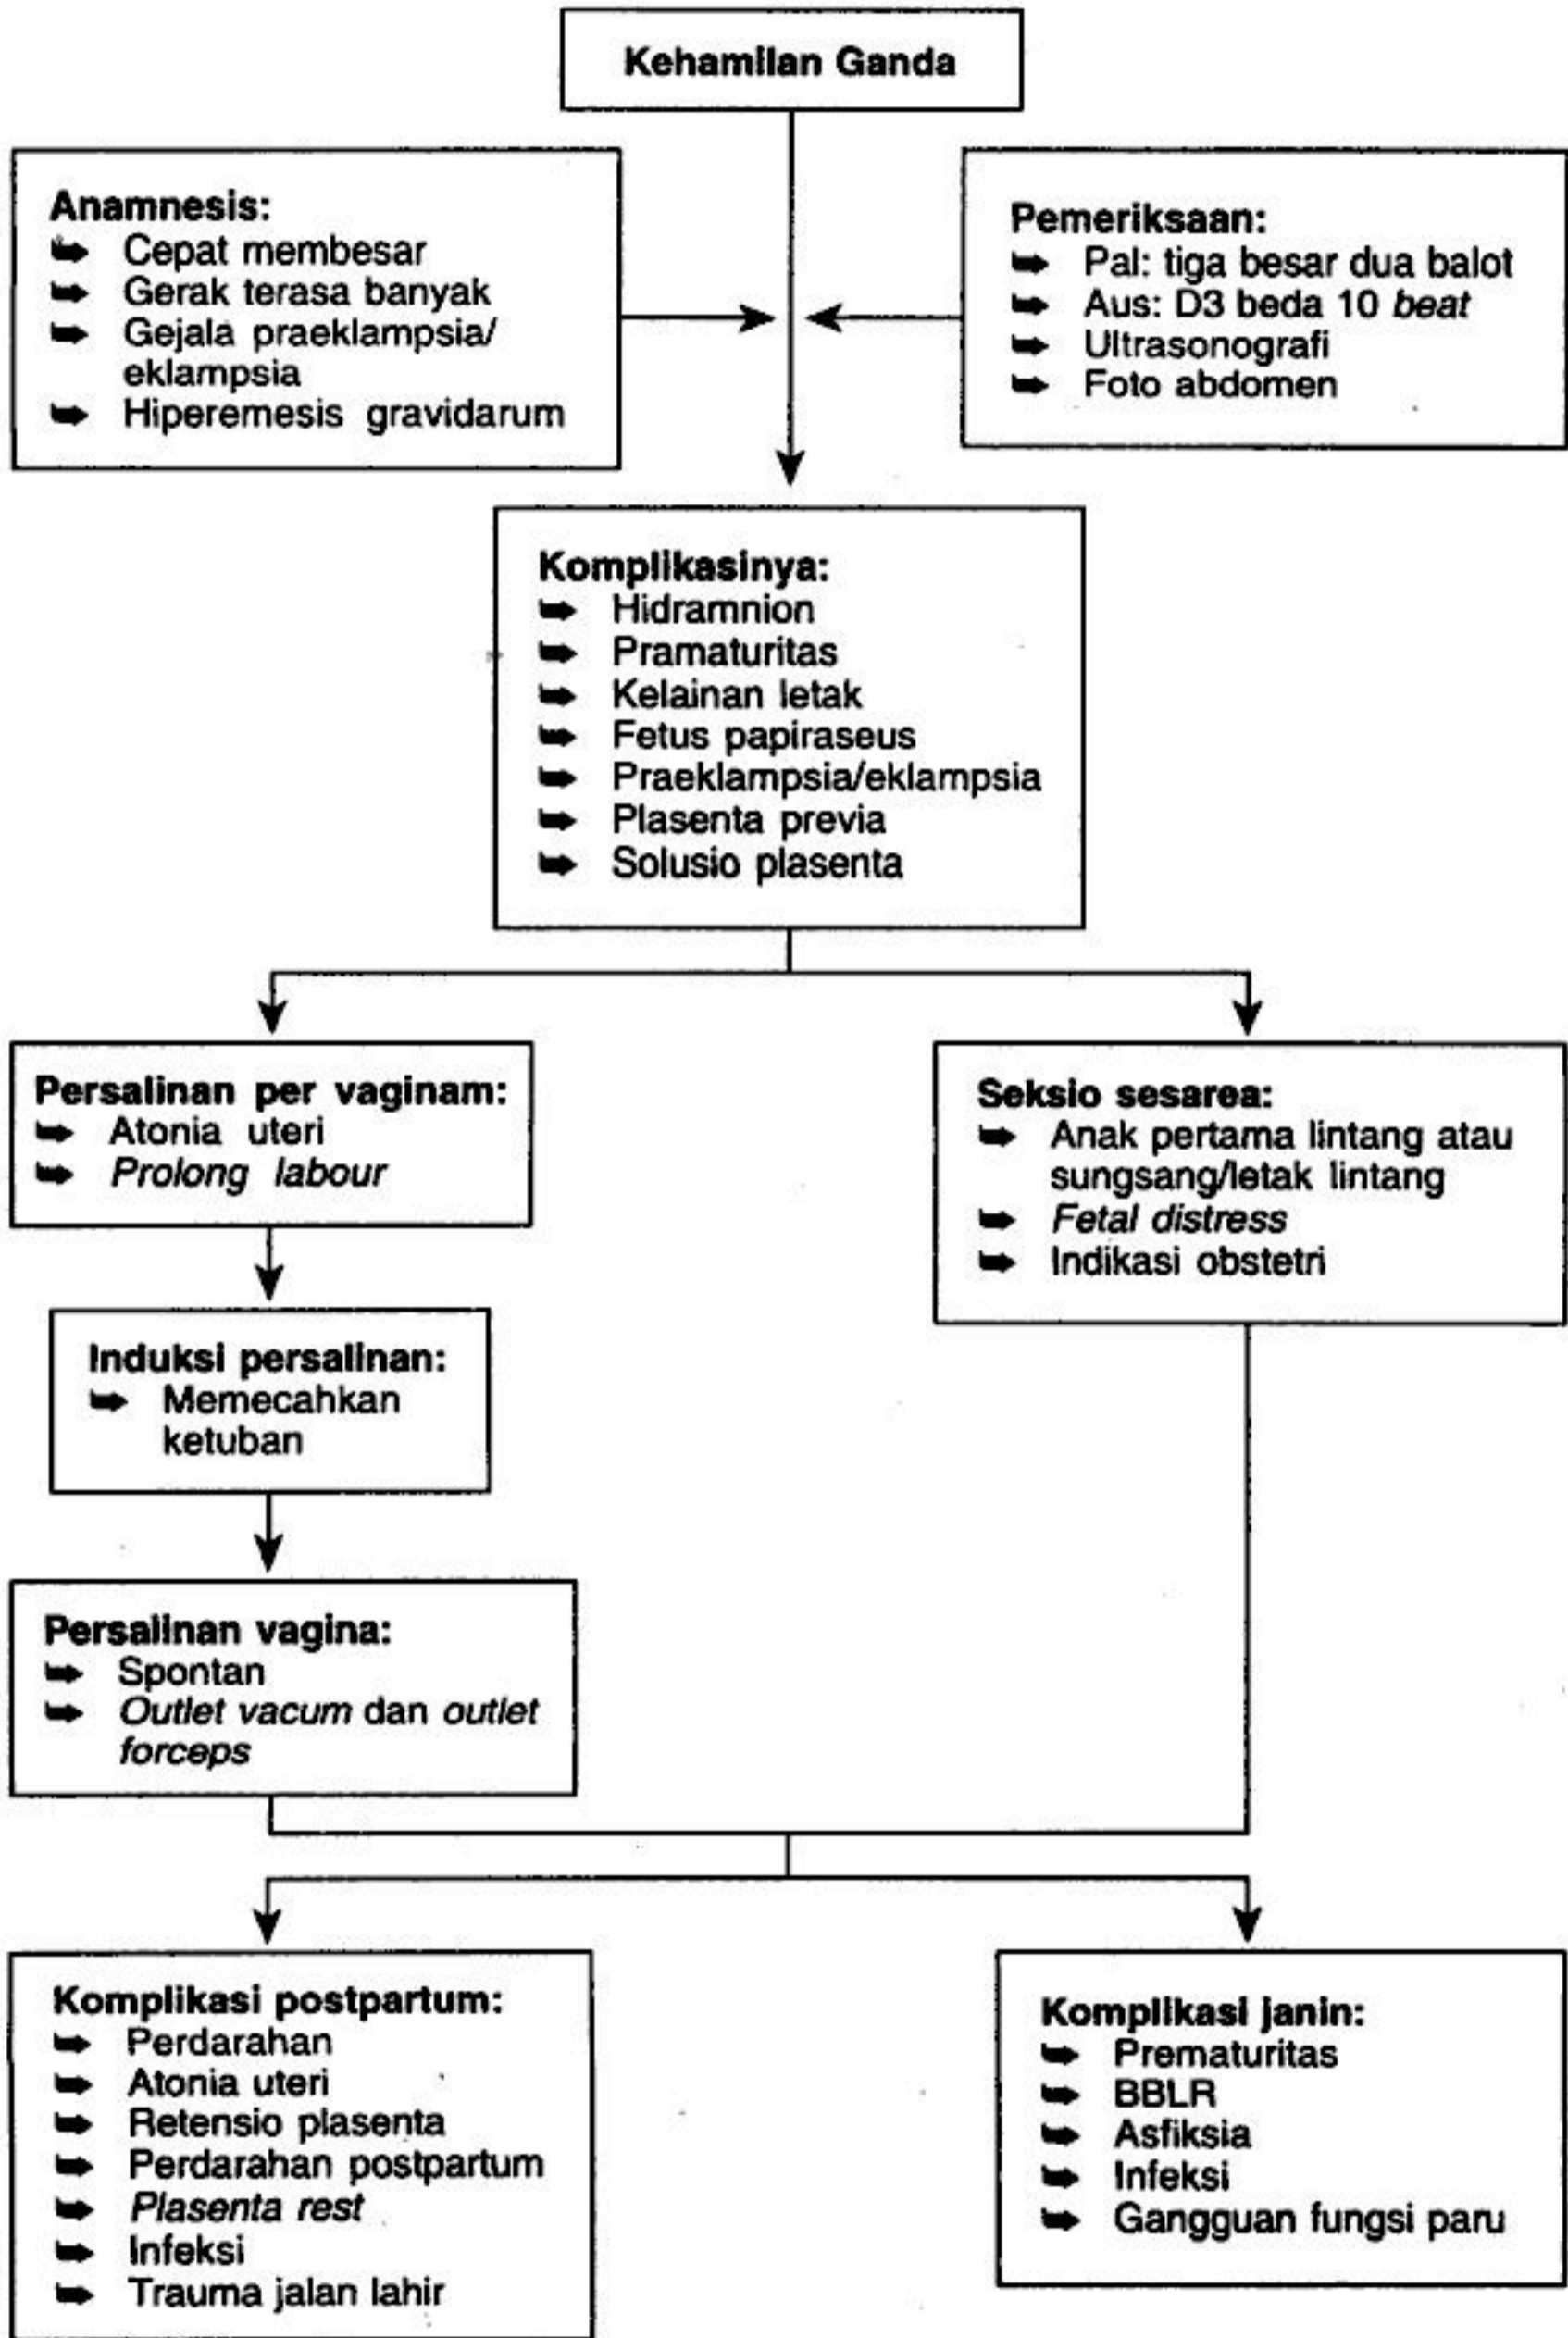 Kehamilan Ganda
Anamnesis:
➥ Cepat membesar
➥ Gerak terasa banyak
➥ Gejala praeklampsia/
eklampsia
➥ Hiperemesis gravidarum
Pemeriksaan:
➥ Pal: tiga besar dua balot
➥ Aus: D3 beda 10 beat
➥ Ultrasonografi
➥ Foto abdomen
Komplikasinya:
➥ Hidramnion
➥ Pramaturitas
➥ Kelainan letak
➥ Fetus papiraseus
➥ Praeklampsia/eklampsia
➥ Plasenta previa
➥ Solusio plasenta
Persalinan per vaginam:
➥ Atonia uteri
➥ Prolong labour
Seksio sesarea:
➥ Anak pertama lintang atau
sungsang/letak lintang
➥ Fetal distress
➥ Indikasi obstetri
Induksi persalinan:
➥ Memecahkan
ketuban
Persalinan vagina:
➥ Spontan
➥ Outlet vacum dan outlet
forceps
Komplikasi postpartum:
➥ Perdarahan
➥ Atonia uteri
➥ Retensio plasenta
➥ Perdarahan postpartum
➥ Plasenta rest
➥ Infeksi
➥ Trauma jalan lahir
Komplikasi janin:
➥ Prematuritas
➥ BBLR
➥ Asfiksia
➥ Infeksi
➥ Gangguan fungsi paru